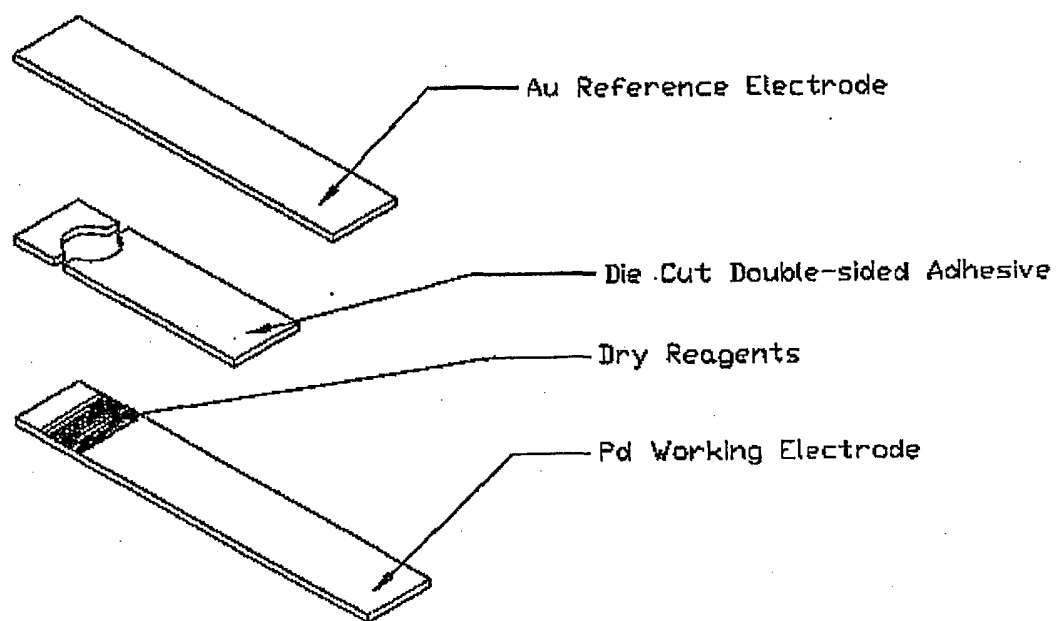 Au Reference Electrode
Die Cut Double-sided Adhesive
Dry Reagents
Pd Working Electrode